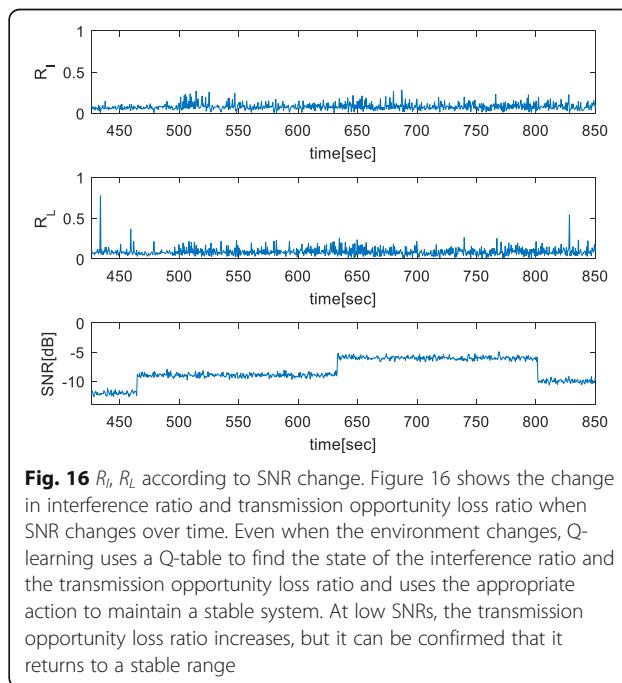 1
0.5
0
R_I
450 500 550 600 650 700 750 800 850
time[sec]
1
0.5
0
R_L
450 500 550 600 650 700 750 800 850
time[sec]
0
-5
-10
SNR[dB]
450 500 550 600 650 700 750 800 850
time[sec]
Fig. 16 R_I, R_L according to SNR change. Figure 16 shows the change
in interference ratio and transmission opportunity loss ratio when
SNR changes over time. Even when the environment changes, Q-
learning uses a Q-table to find the state of the interference ratio and
the transmission opportunity loss ratio and uses the appropriate
action to maintain a stable system. At low SNRs, the transmission
opportunity loss ratio increases, but it can be confirmed that it
returns to a stable range